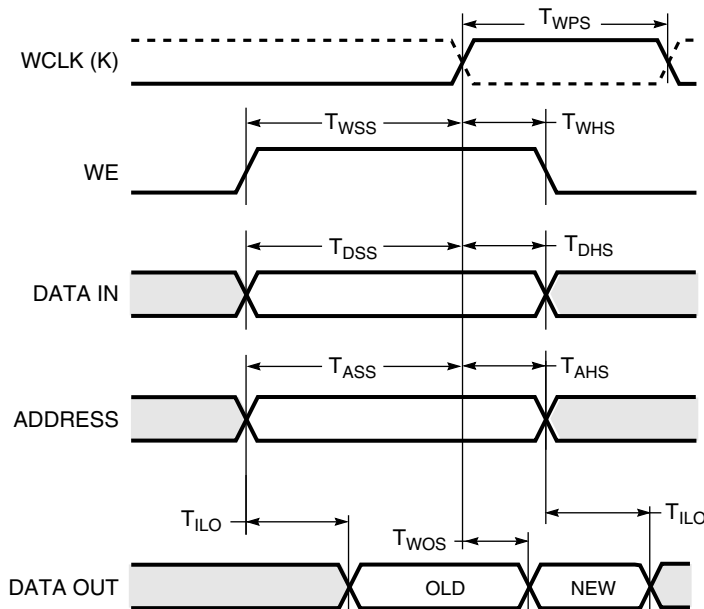 T_WPS
WCLK (K)
T_WSS T_WHS
WE
T_DSS T_DHS
DATA IN
T_ASS T_AHS
ADDRESS
T_ILO T_WOS T_ILO
DATA OUT OLD NEW